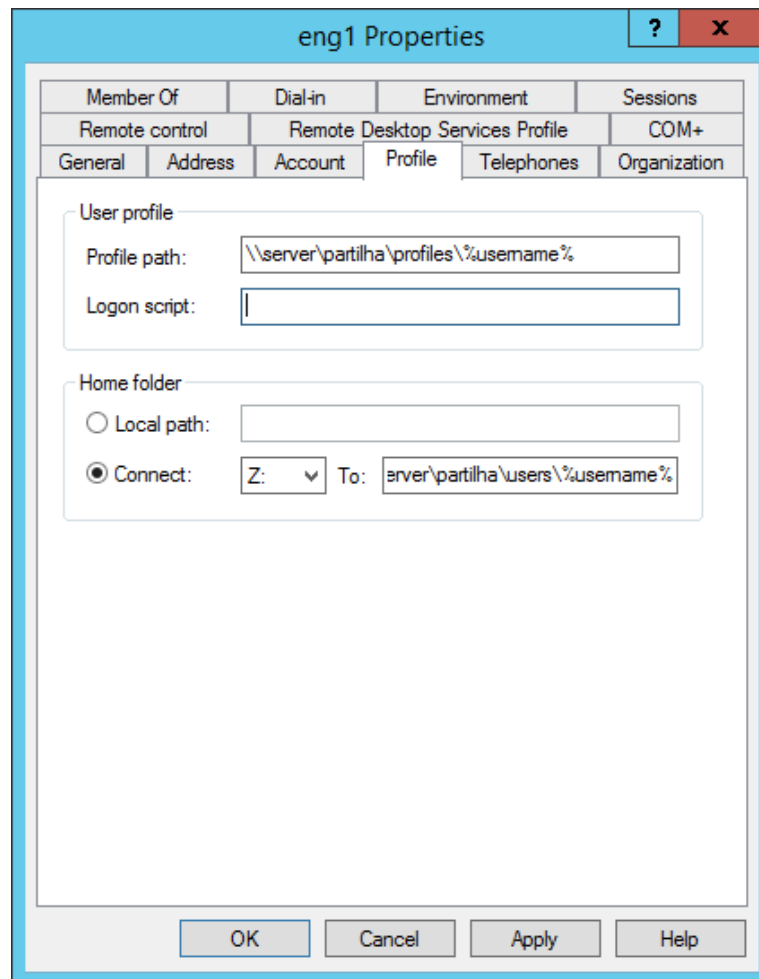 eng1 Properties
? x
Member Of Dial-in Environment Sessions
Remote control Remote Desktop Services Profile COM+
General Address Account Profile Telephones Organization
User profile
Profile path: \\server\partilha\profiles\%username%
Logon script:
Home folder
Local path:
Connect: Z: To: erver\partilha\users\%username%
OK Cancel Apply Help